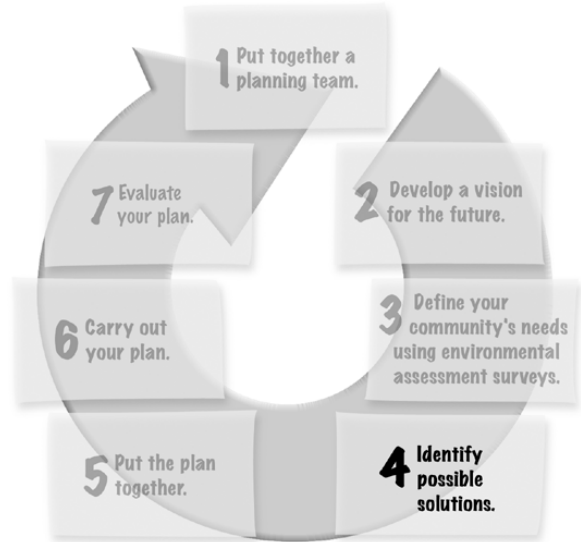 1 Put together a
planning team.
2 Develop a vision
for the future.
3 Define your
community's needs
using environmental
assessment surveys.
4 Identify
possible
solutions.
5 Put the plan
together.
6 Carry out
your plan.
7 Evaluate
your plan.